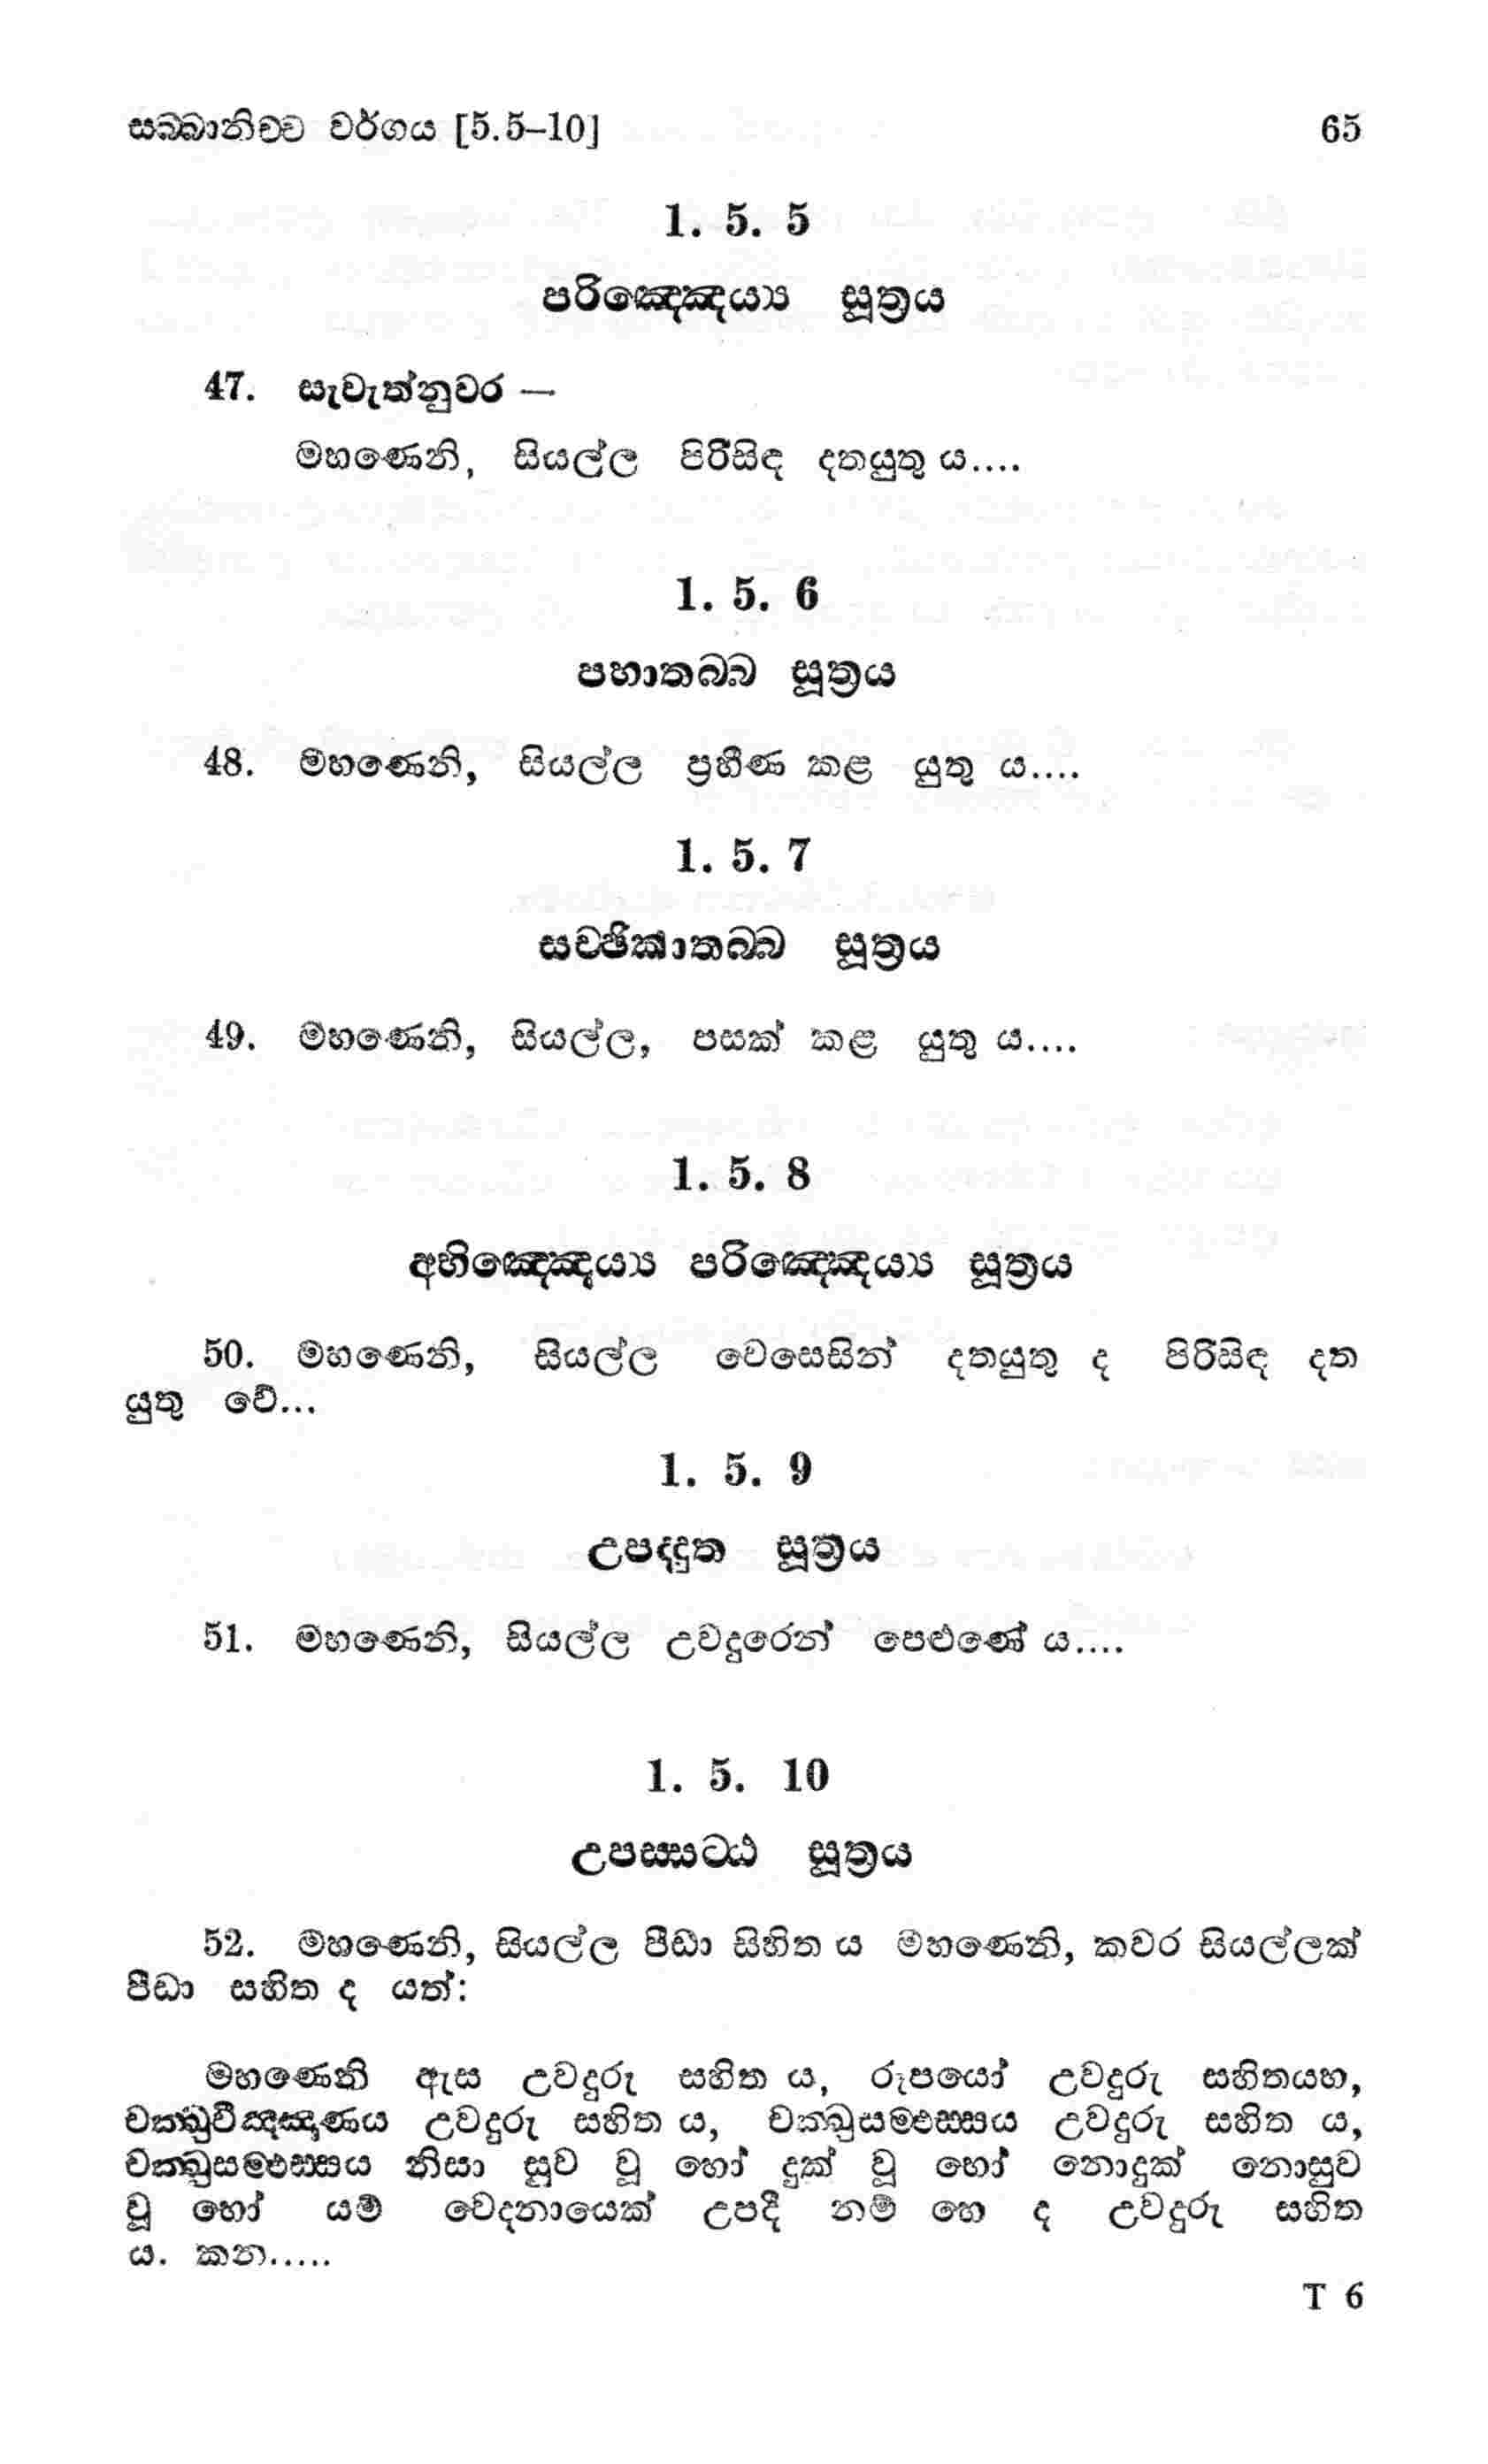 සබ්බානිච්ච වර්ගය [5.5–10] 65
1. 5. 5
පරිඤ්ඤෙය්‍ය සූත්‍රය
47. සැවැත්නුවර —
මහණෙනි, සියල්ල පිරිසිඳ දතයුතු ය....
1. 5. 6
පහාතබ්බ සූත්‍රය
48. මහණෙනි, සියල්ල ප්‍රහීණ කළ යුතු ය....
1. 5. 7
සච්ඡිකාතබ්බ සූත්‍රය
49. මහණෙනි, සියල්ල, පසක් කළ යුතු ය....
1. 5. 8
අභිඤ්ඤෙය්‍ය පරිඤ්ඤෙය්‍ය සූත්‍රය
50. මහණෙනි, සියල්ල වෙසෙසින් දතයුතු ද පිරිසිඳ දත
යුතු වේ...
1. 5. 9
උපද්දුත සූත්‍රය
51. මහණෙනි, සියල්ල උවදුරෙන් පෙළුණේ ය....
1. 5. 10
උපස්සට්ඨ සූත්‍රය
52. මහණෙනි, සියල්ල පීඩා සිහිත ය මහණෙනි, කවර සියල්ලක්
පීඩා සහිත ද යත්:
මහණෙනි ඇස උවදුරු සහිත ය, රූපයෝ උවදුරු සහිතයහ,
චක්ඛුවිඤ්ඤාණය උවදුරු සහිත ය, චක්ඛුසම්ඵස්සය උවදුරු සහිත ය,
චක්ඛුසම්ඵස්සය නිසා සුව වූ හෝ දුක් වූ හෝ නොදුක් නොසුව
වූ හෝ යම් වෙදනායෙක් උපදී නම් හෙ ද උවදුරු සහිත
ය. කන.....
T 6